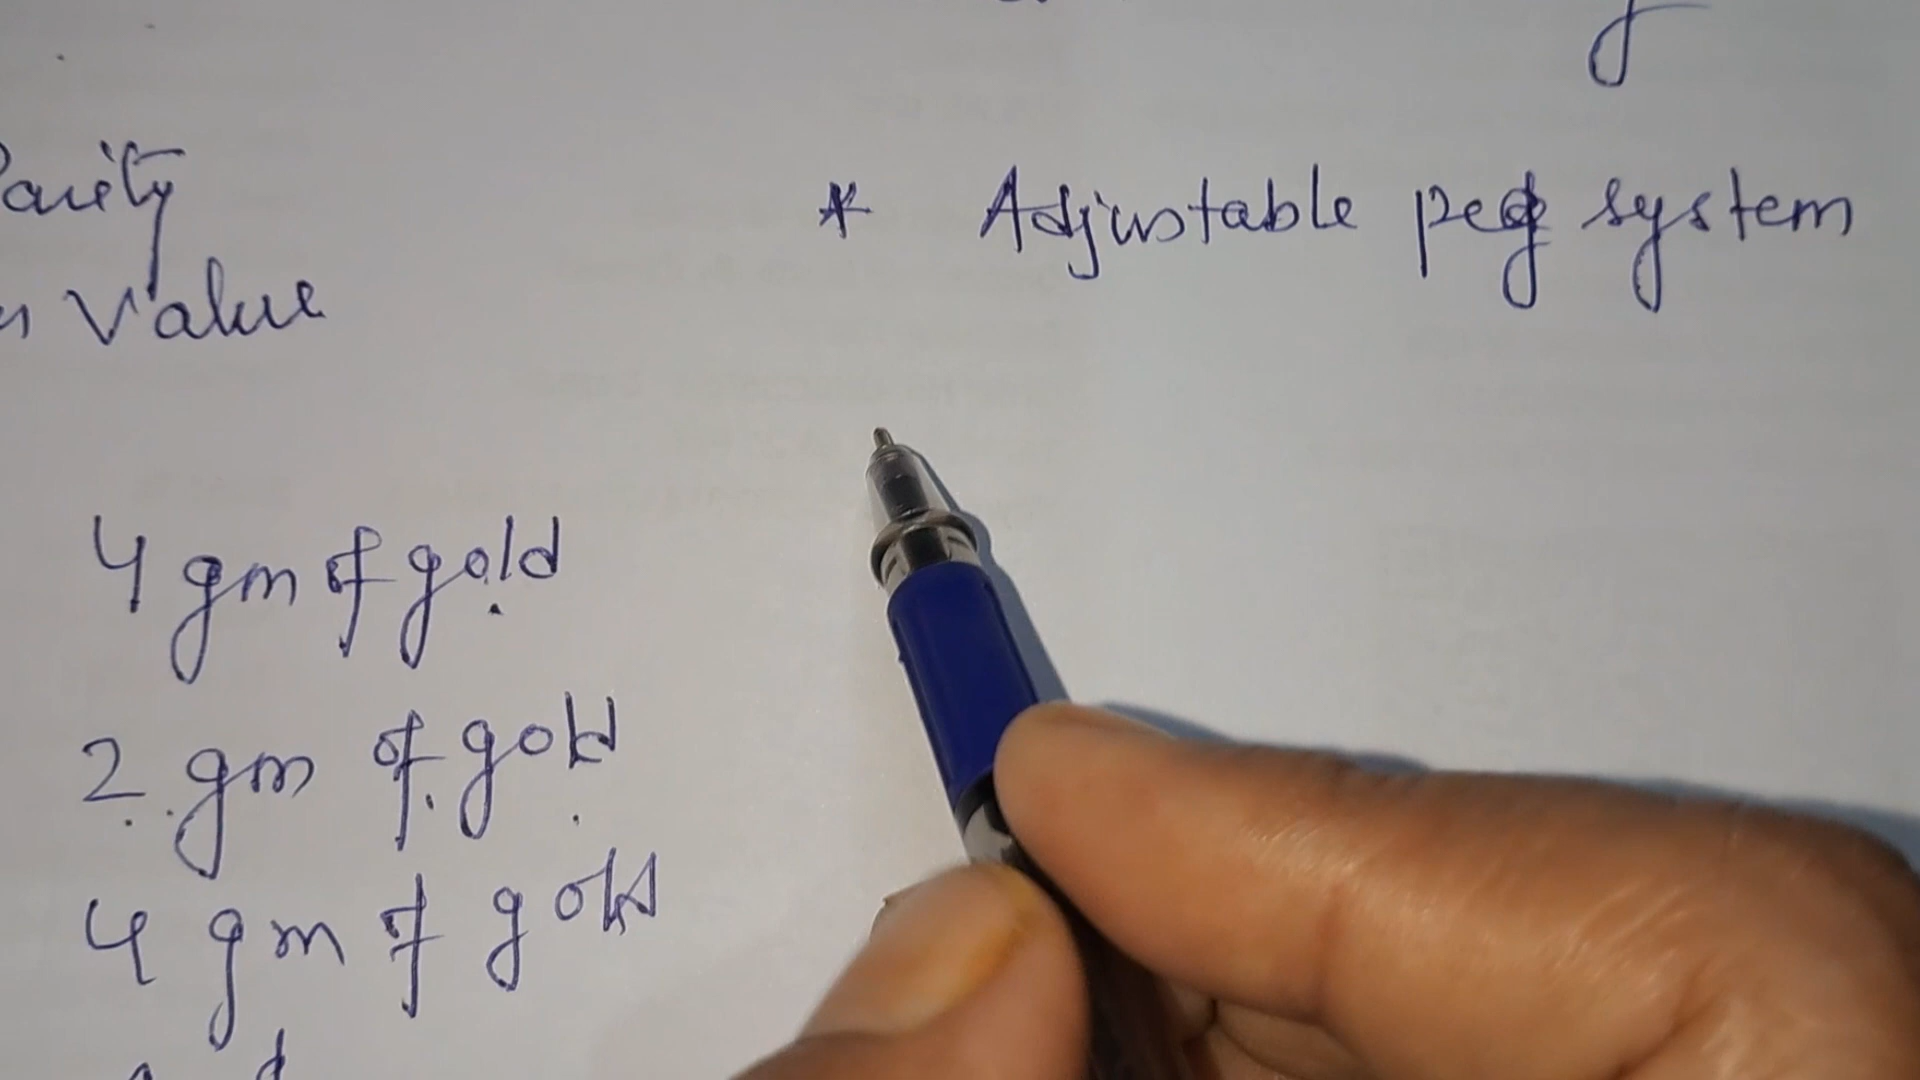 Parity
* Adjustable peg system
Value
4 gm of gold
2 gm of gold
4 gm of gold